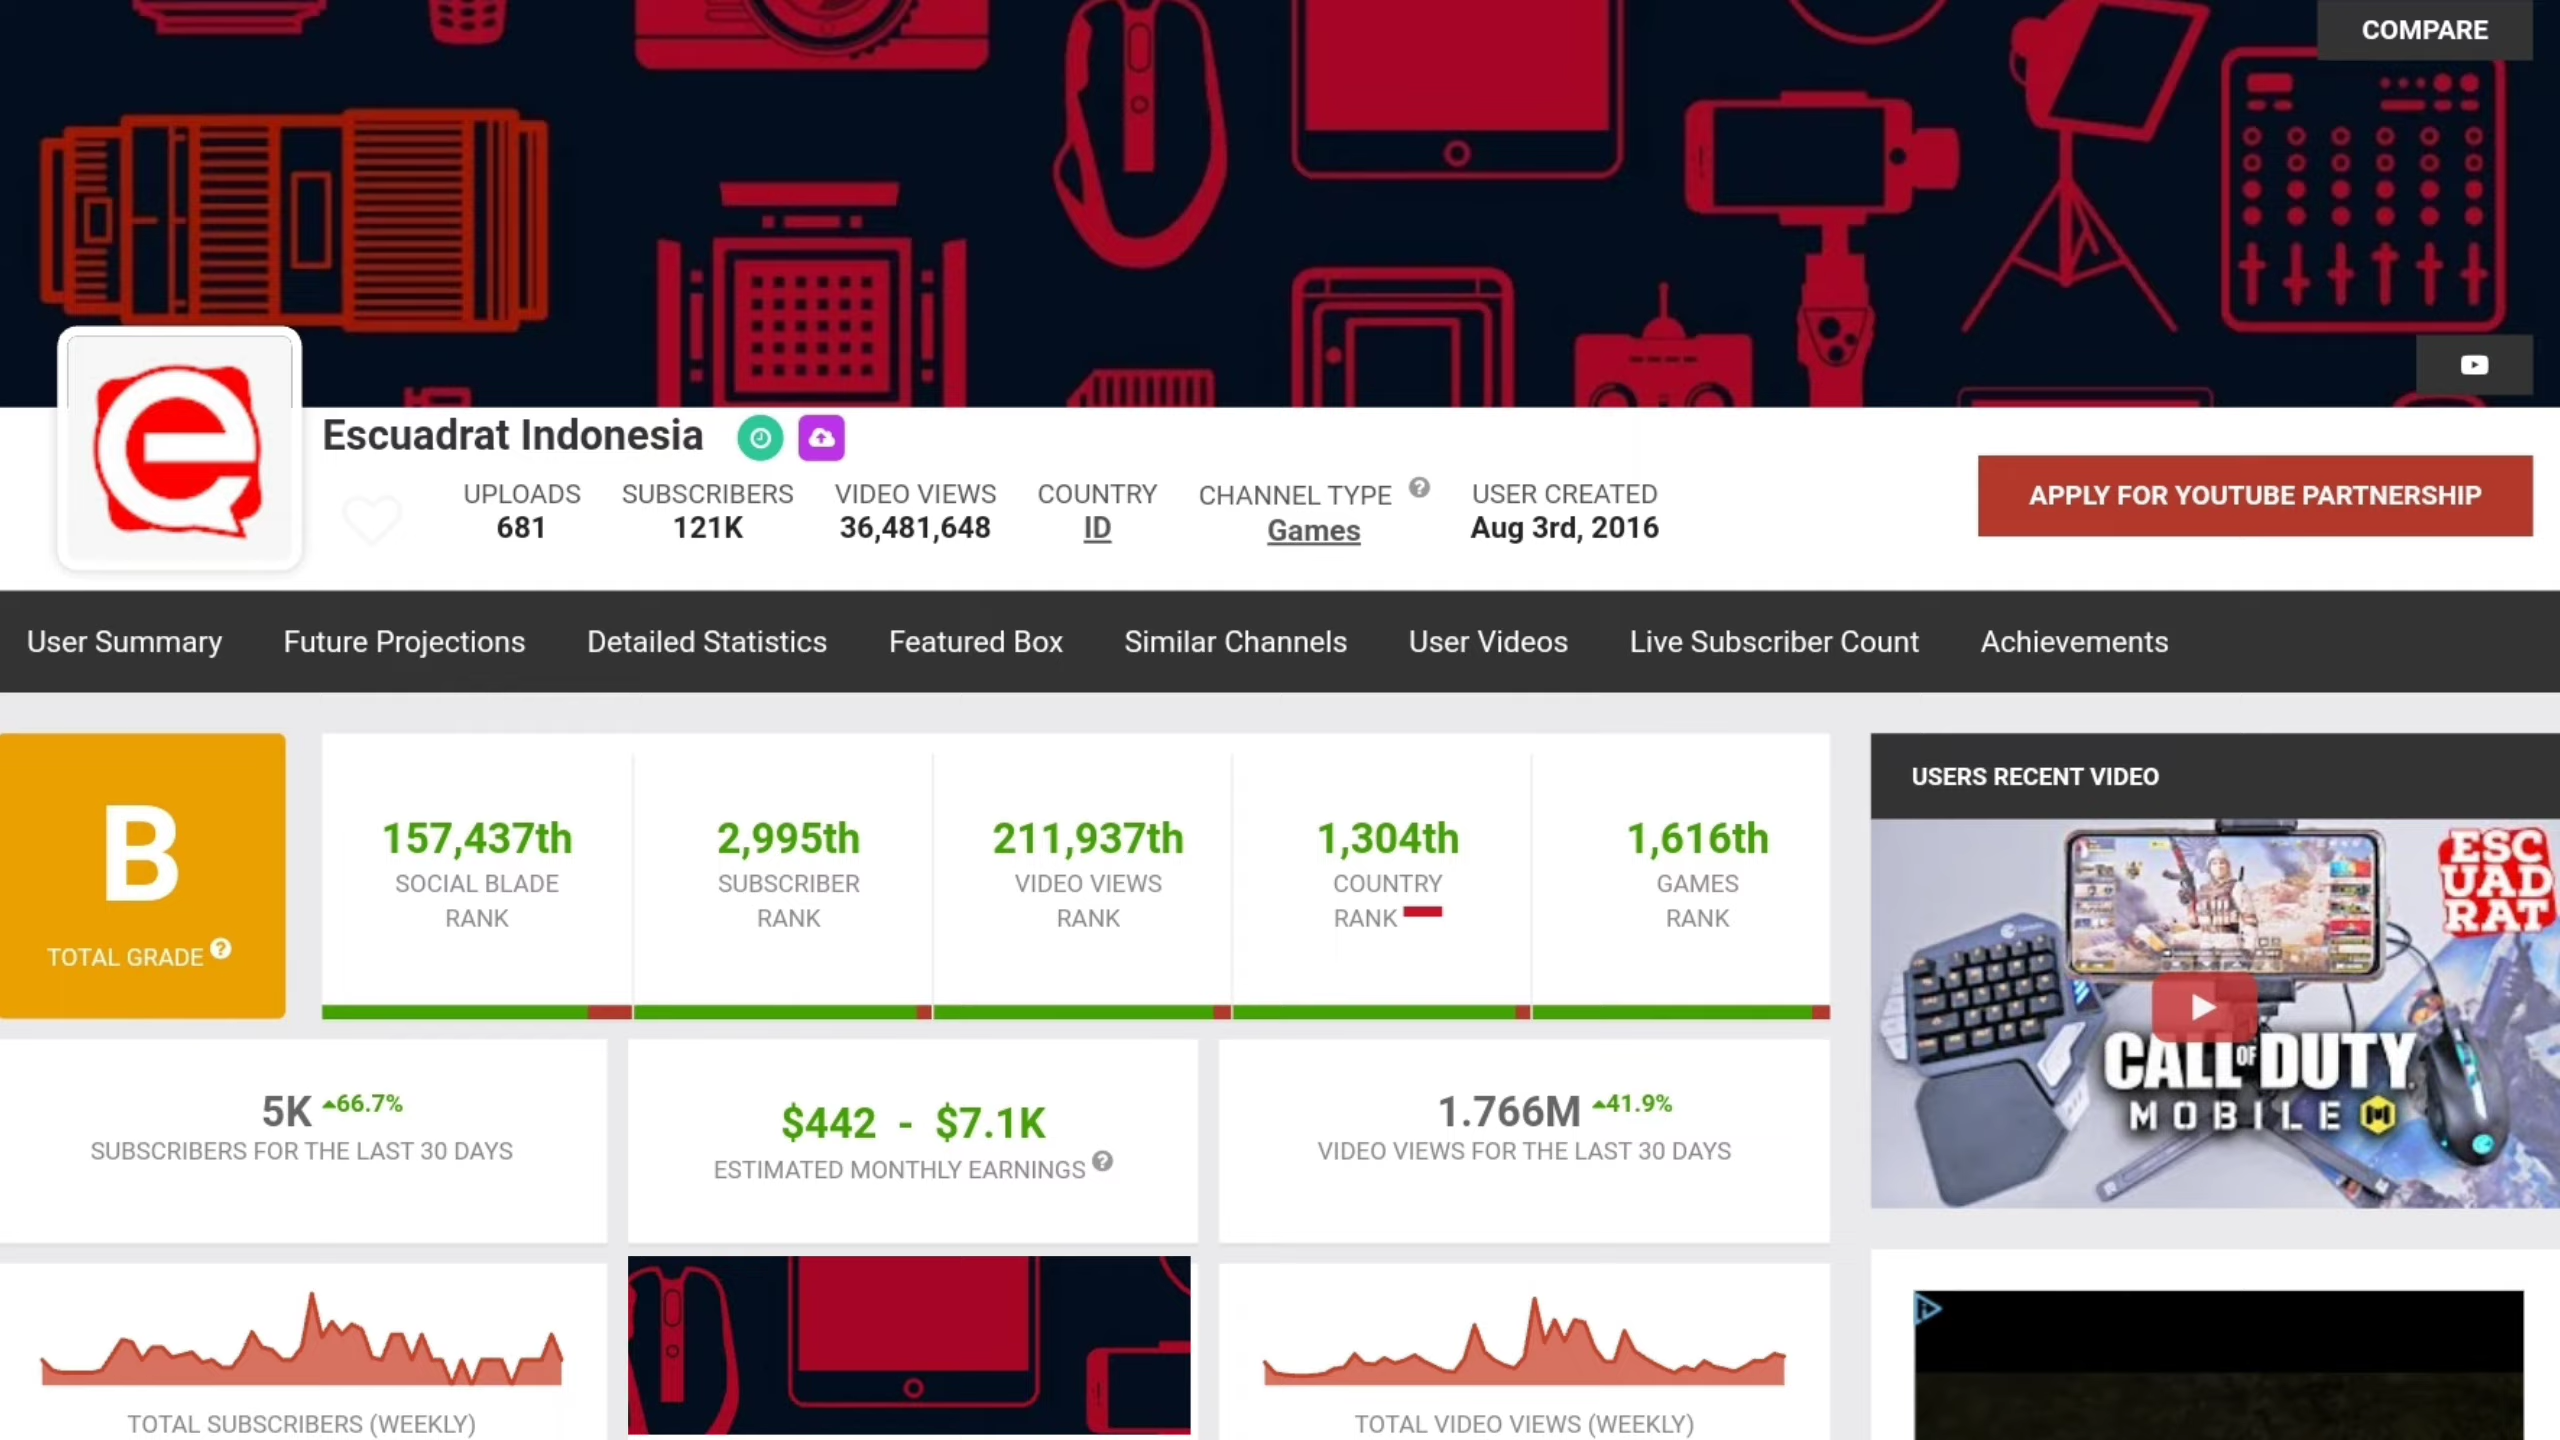 COMPARE
Escuadrat Indonesia
UPLOADS
681
SUBSCRIBERS
121K
VIDEO VIEWS
36,481,648
COUNTRY
ID
CHANNEL TYPE
Games
USER CREATED
Aug 3rd, 2016
APPLY FOR YOUTUBE PARTNERSHIP
User Summary
Future Projections
Detailed Statistics
Featured Box
Similar Channels
User Videos
Live Subscriber Count
Achievements
B
TOTAL GRADE
157,437th
SOCIAL BLADE
RANK
2,995th
SUBSCRIBER
RANK
211,937th
VIDEO VIEWS
RANK
1,304th
COUNTRY
RANK
1,616th
GAMES
RANK
USERS RECENT VIDEO
ESC
UAD
RAT
CALL OF DUTY
MOBILE
5K 66.7%
SUBSCRIBERS FOR THE LAST 30 DAYS
$442 - $7.1K
ESTIMATED MONTHLY EARNINGS
1.766M 41.9%
VIDEO VIEWS FOR THE LAST 30 DAYS
TOTAL SUBSCRIBERS (WEEKLY)
TOTAL VIDEO VIEWS (WEEKLY)